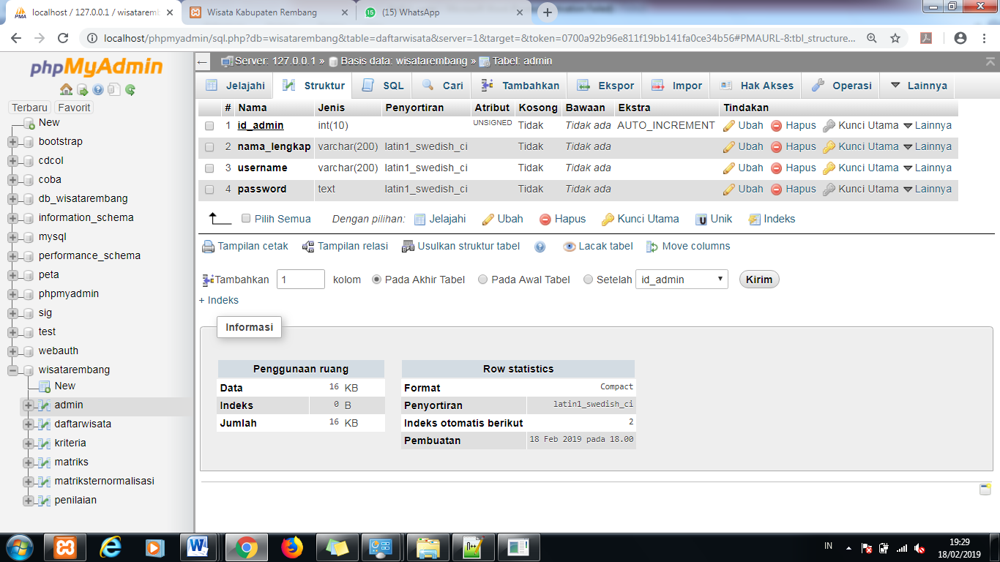 localhost / 127.0.0.1 / wisataremb
Wisata Kabupaten Rembang
(15) WhatsApp
localhost/phpmyadmin/sql.php?db=wisatarembang&table=daftarwisata&server=1&target=&token=0700a92b96e811f19bb141fa0ce34b56#PMAURL-8:tbl_structure...
phpMyAdmin
Terbaru Favorit
New
bootstrap
cdcol
coba
db_wisatarembang
information_schema
mysql
performance_schema
peta
phpmyadmin
sig
test
webauth
wisatarembang
New
admin
daftarwisata
kriteria
matriks
matriksternormalisasi
penilaian
Server: 127.0.0.1 » Basis data: wisatarembang » Tabel: admin
Jelajahi Struktur SQL Cari Tambahkan Ekspor Impor Hak Akses Operasi Lainnya
# Nama Jenis Penyortiran Atribut Kosong Bawaan Ekstra Tindakan
1 id_admin int(10) UNSIGNED Tidak Tidak ada AUTO_INCREMENT Ubah Hapus Kunci Utama Lainnya
2 nama_lengkap varchar(200) latin1_swedish_ci Tidak Tidak ada Ubah Hapus Kunci Utama Lainnya
3 username varchar(200) latin1_swedish_ci Tidak Tidak ada Ubah Hapus Kunci Utama Lainnya
4 password text latin1_swedish_ci Tidak Tidak ada Ubah Hapus Kunci Utama Lainnya
Pilih Semua Dengan pilihan: Jelajahi Ubah Hapus Kunci Utama Unik Indeks
Tampilan cetak Tampilan relasi Usulkan struktur tabel Lacak tabel Move columns
Tambahkan 1 kolom Pada Akhir Tabel Pada Awal Tabel Setelah id_admin Kirim
+ Indeks
Informasi
Penggunaan ruang
Data 16 KB
Indeks 0 B
Jumlah 16 KB
Row statistics
Format Compact
Penyortiran latin1_swedish_ci
Indeks otomatis berikut 2
Pembuatan 18 Feb 2019 pada 18.00
IN
19:29
18/02/2019